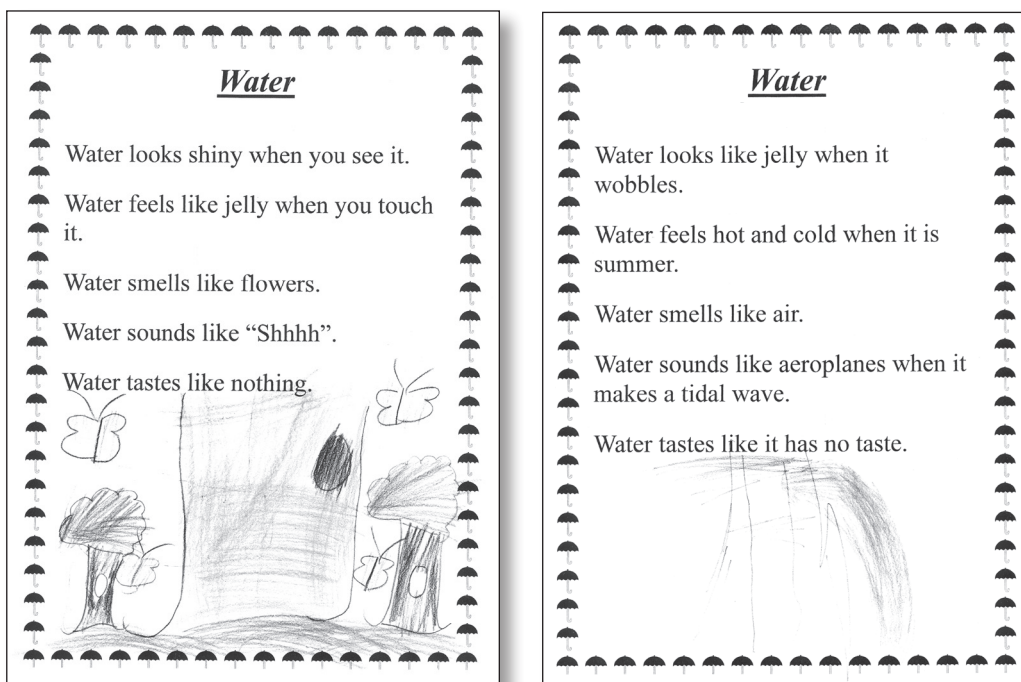 Water
Water looks shiny when you see it.
Water feels like jelly when you touch
it.
Water smells like flowers.
Water sounds like “Shhhh”.
Water tastes like nothing.
Water
Water looks like jelly when it
wobbles.
Water feels hot and cold when it is
summer.
Water smells like air.
Water sounds like aeroplanes when it
makes a tidal wave.
Water tastes like it has no taste.